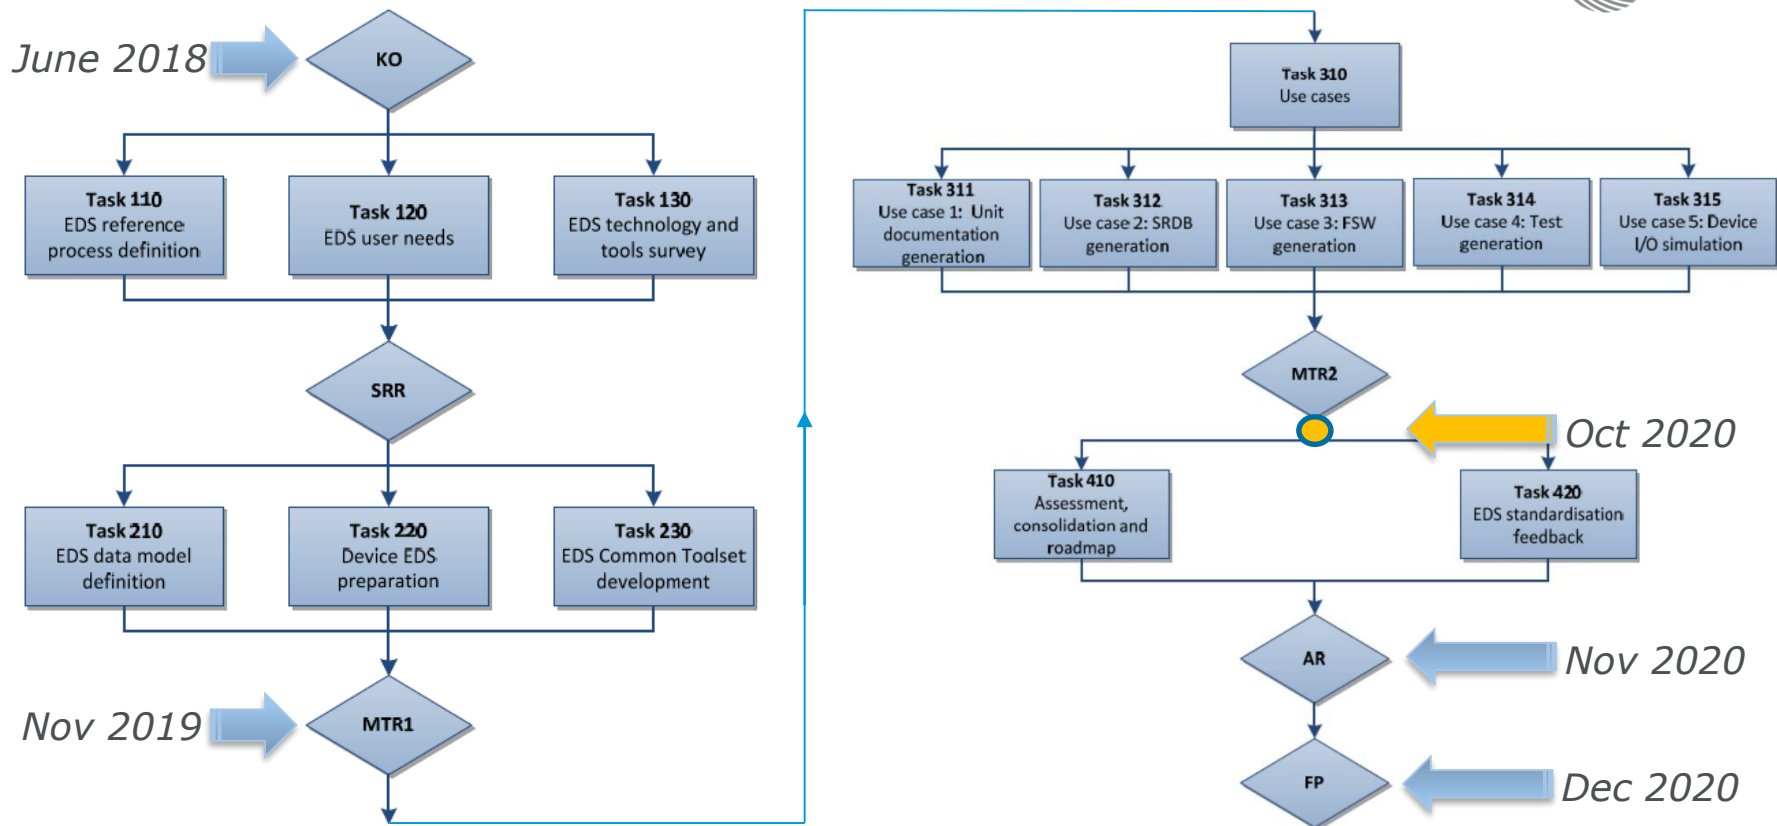 June 2018
KO
Task 110
EDS reference
process definition
Task 120
EDS user needs
Task 130
EDS technology and
tools survey
SRR
Task 210
EDS data model
definition
Task 220
Device EDS
preparation
Task 230
EDS Common Toolset
development
Nov 2019
MTR1
Task 310
Use cases
Task 311
Use case 1: Unit
documentation
generation
Task 312
Use case 2: SRDB
generation
Task 313
Use case 3: FSW
generation
Task 314
Use case 4: Test
generation
Task 315
Use case 5: Device
I/O simulation
MTR2
Oct 2020
Task 410
Assessment,
consolidation and
roadmap
Task 420
EDS standardisation
feedback
AR
Nov 2020
FP
Dec 2020